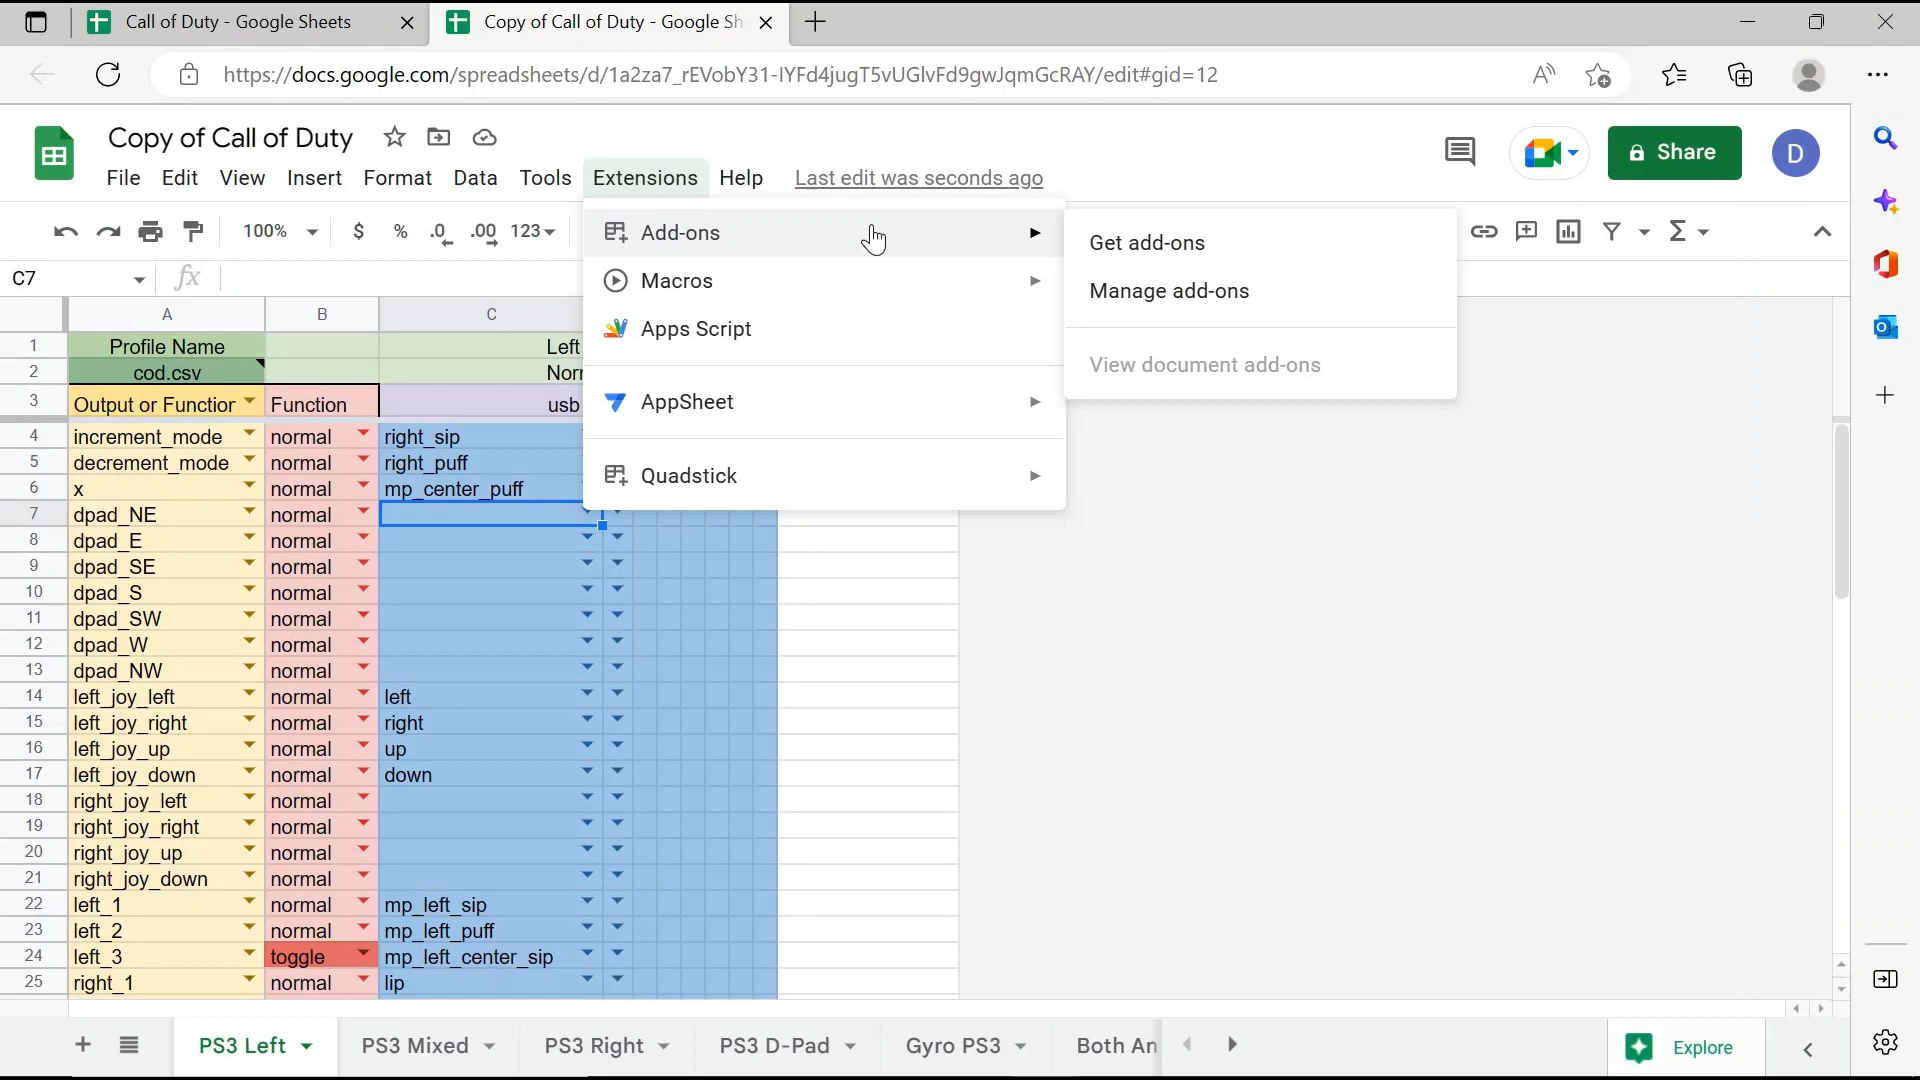 Call of Duty - Google Sheets
Copy of Call of Duty - Google Sh
https://docs.google.com/spreadsheets/d/1a2za7_rEVobY31-IYFd4jugT5vUGlvFd9gwJqmGcRAY/edit#gid=12
Copy of Call of Duty
Share
D
File Edit View Insert Format Data Tools Extensions Help Last edit was seconds ago
100% $ % .0 .00 123
C7 fx
Add-ons
Macros
Apps Script
AppSheet
Quadstick
Get add-ons
Manage add-ons
View document add-ons
A B C
1 Profile Name Left
2 cod.csv Norr
3 Output or Functior Function usb
4 increment_mode normal right_sip
5 decrement_mode normal right_puff
6 x normal mp_center_puff
7 dpad_NE normal
8 dpad_E normal
9 dpad_SE normal
10 dpad_S normal
11 dpad_SW normal
12 dpad_W normal
13 dpad_NW normal
14 left_joy_left normal left
15 left_joy_right normal right
16 left_joy_up normal up
17 left_joy_down normal down
18 right_joy_left normal
19 right_joy_right normal
20 right_joy_up normal
21 right_joy_down normal
22 left_1 normal mp_left_sip
23 left_2 normal mp_left_puff
24 left_3 toggle mp_left_center_sip
25 right_1 normal lip
PS3 Left PS3 Mixed PS3 Right PS3 D-Pad Gyro PS3 Both An
Explore